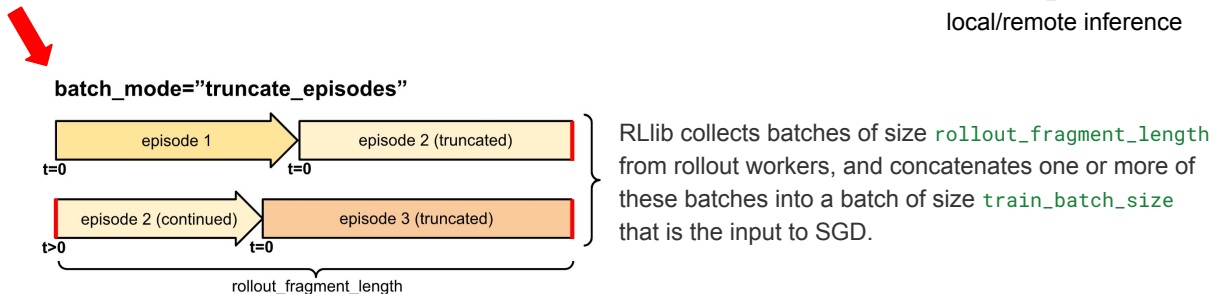 local/remote inference
batch_mode=”truncate_episodes”
episode 1
episode 2 (truncated)
t=0
t=0
RLlib collects batches of size rollout_fragment_length
from rollout workers, and concatenates one or more of
these batches into a batch of size train_batch_size
that is the input to SGD.
episode 2 (continued)
episode 3 (truncated)
t>0
t=0
rollout_fragment_length